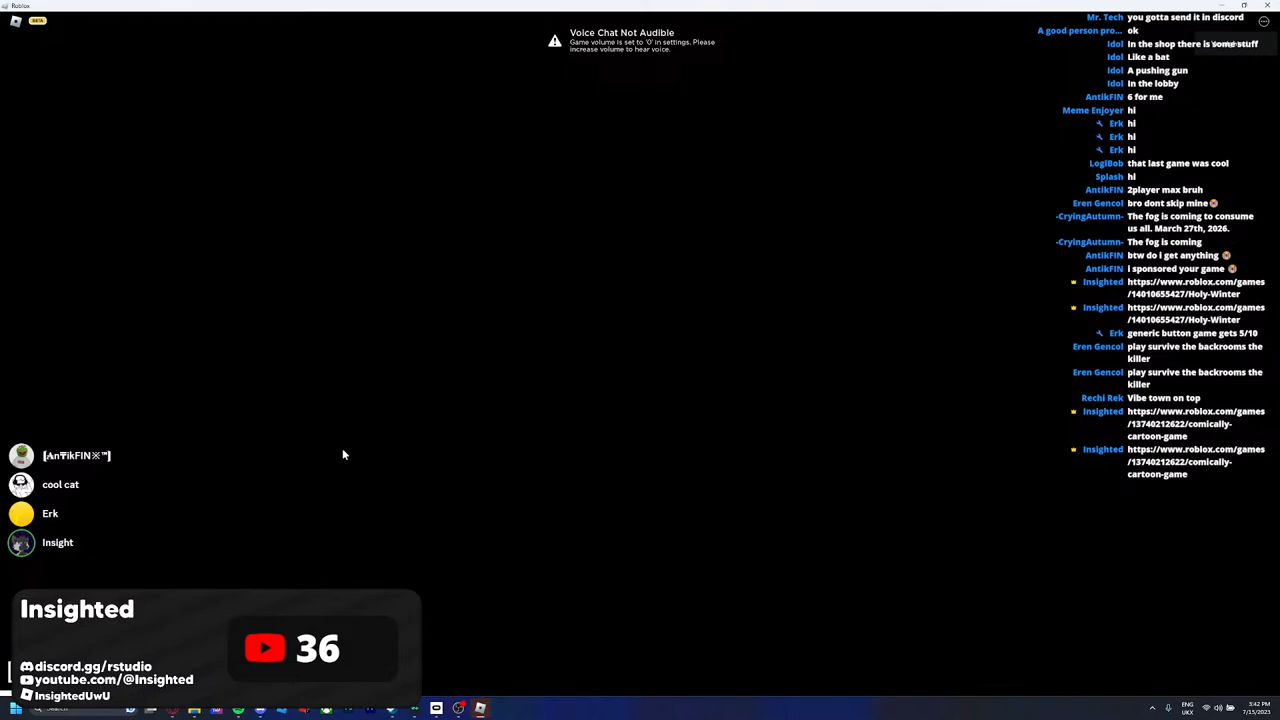 Roblox
BETA
Voice Chat Not Audible
Game volume is set to '0' in settings. Please
increase volume to hear voice.
Mr. Tech you gotta send it in discord
A good person pro... ok
Idol In the shop there is some stuff
Idol Like a bat
Idol A pushing gun
Idol In the lobby
AntikFIN 6 for me
Meme Enjoyer hi
Erk hi
Erk hi
Erk hi
LogiBob that last game was cool
Splash hi
AntikFIN 2player max bruh
Eren Gencol bro dont skip mine
-CryingAutumn- The fog is coming to consume
us all. March 27th, 2026.
-CryingAutumn- The fog is coming
AntikFIN btw do i get anything
AntikFIN i sponsored your game
Insighted https://www.roblox.com/games
/14010655427/Holy-Winter
Insighted https://www.roblox.com/games
/14010655427/Holy-Winter
Erk generic button game gets 5/10
Eren Gencol play survive the backrooms the
killer
Eren Gencol play survive the backrooms the
killer
Rechi Rek Vibe town on top
Insighted https://www.roblox.com/games
/13740212622/comically-
cartoon-game
Insighted https://www.roblox.com/games
/13740212622/comically-
cartoon-game
[₳n₸ikFIN※™]
cool cat
Erk
Insight
Insighted
36
discord.gg/rstudio
youtube.com/@Insighted
InsightedUwU
Search
ENG
UKX
3:42 PM
7/15/2023